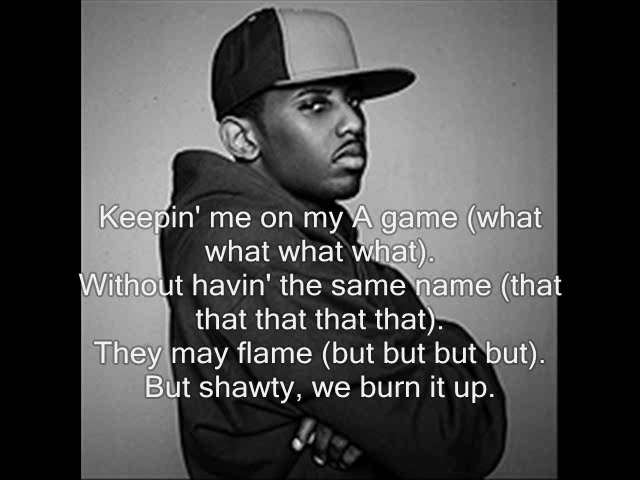 Keepin' me on my A game (what
what what what).
Without havin' the same name (that
that that that that).
They may flame (but but but but).
But shawty, we burn it up.